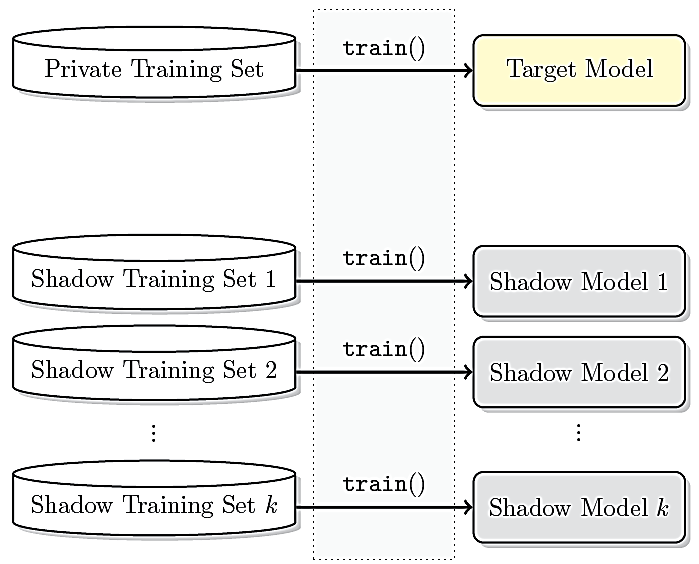 Private Training Set
train()
Target Model
Shadow Training Set 1
train()
Shadow Model 1
Shadow Training Set 2
train()
Shadow Model 2
⋮
⋮
Shadow Training Set k
train()
Shadow Model k